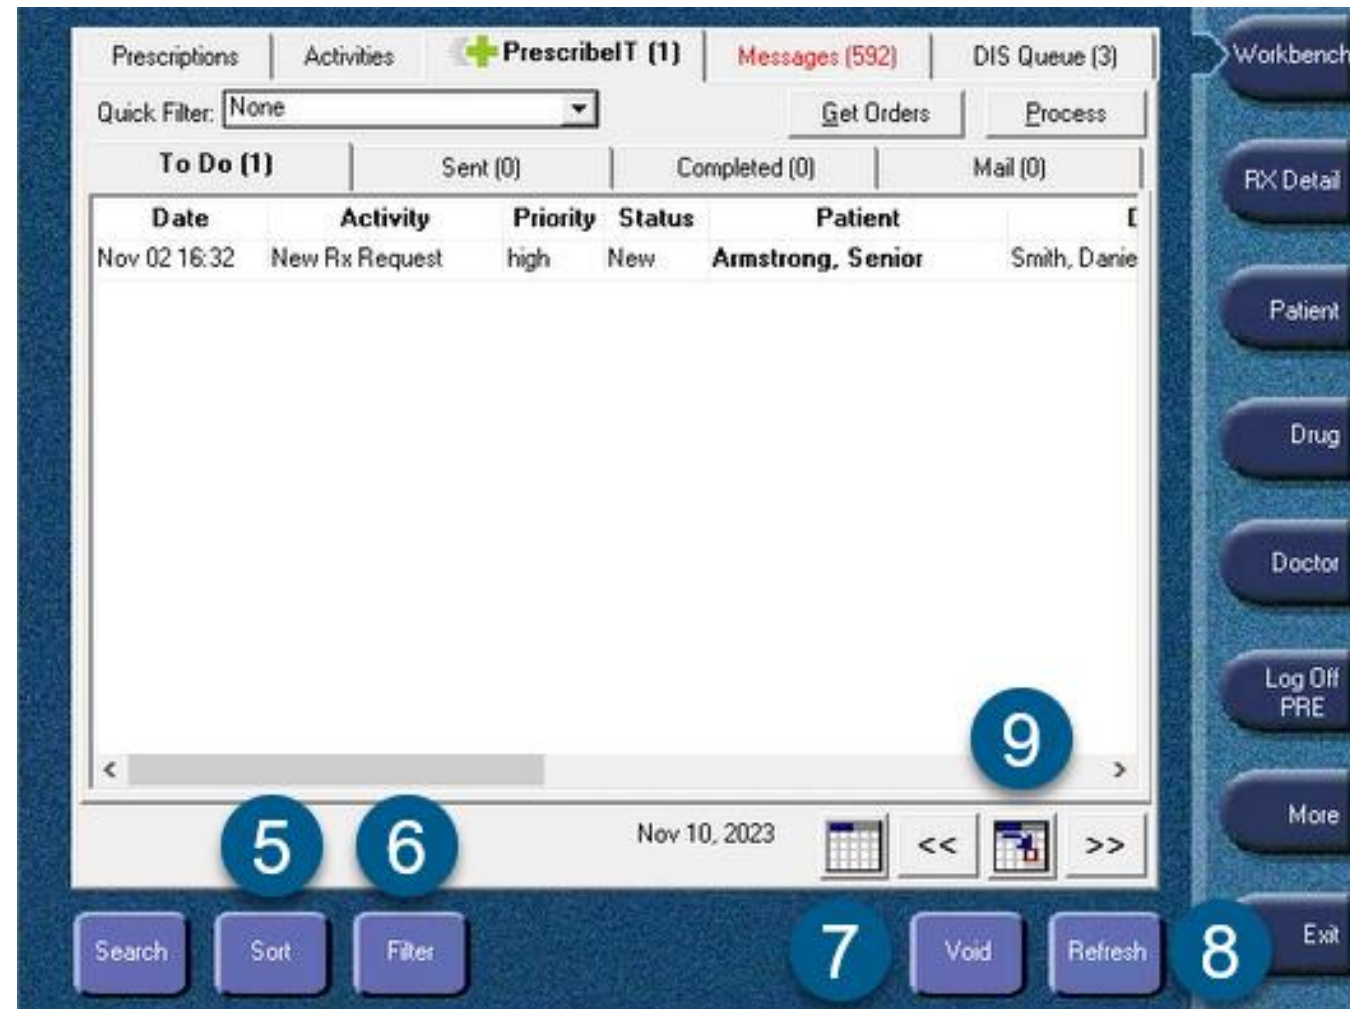 Prescriptions Activities PrescribeIT (1) Messages (592) DIS Queue (3)
Quick Filter: None Get Orders Process
To Do (1) Sent (0) Completed (0) Mail (0)
Date Activity Priority Status Patient D
Nov 02 16:32 New Rx Request high New Armstrong, Senior Smith, Danie
< >
9
5 6
Nov 10, 2023 << >>
Search Sort Filter 7 Void Refresh 8
Workbench
RX Detail
Patient
Drug
Doctor
Log Off
PRE
More
Exit